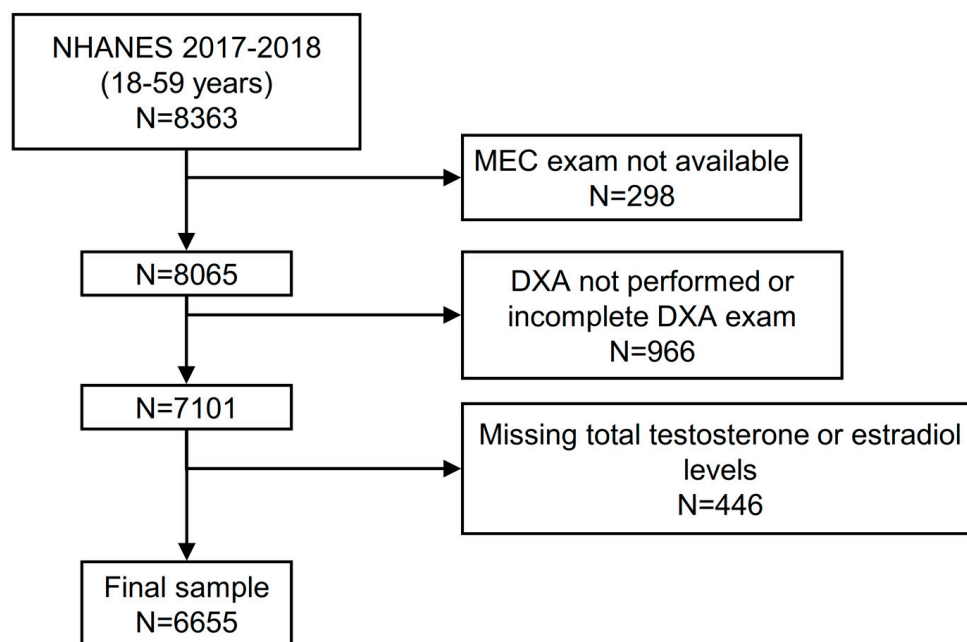 NHANES 2017-2018
(18-59 years)
N=8363
MEC exam not available
N=298
N=8065
DXA not performed or
incomplete DXA exam
N=966
N=7101
Missing total testosterone or estradiol
levels
N=446
Final sample
N=6655